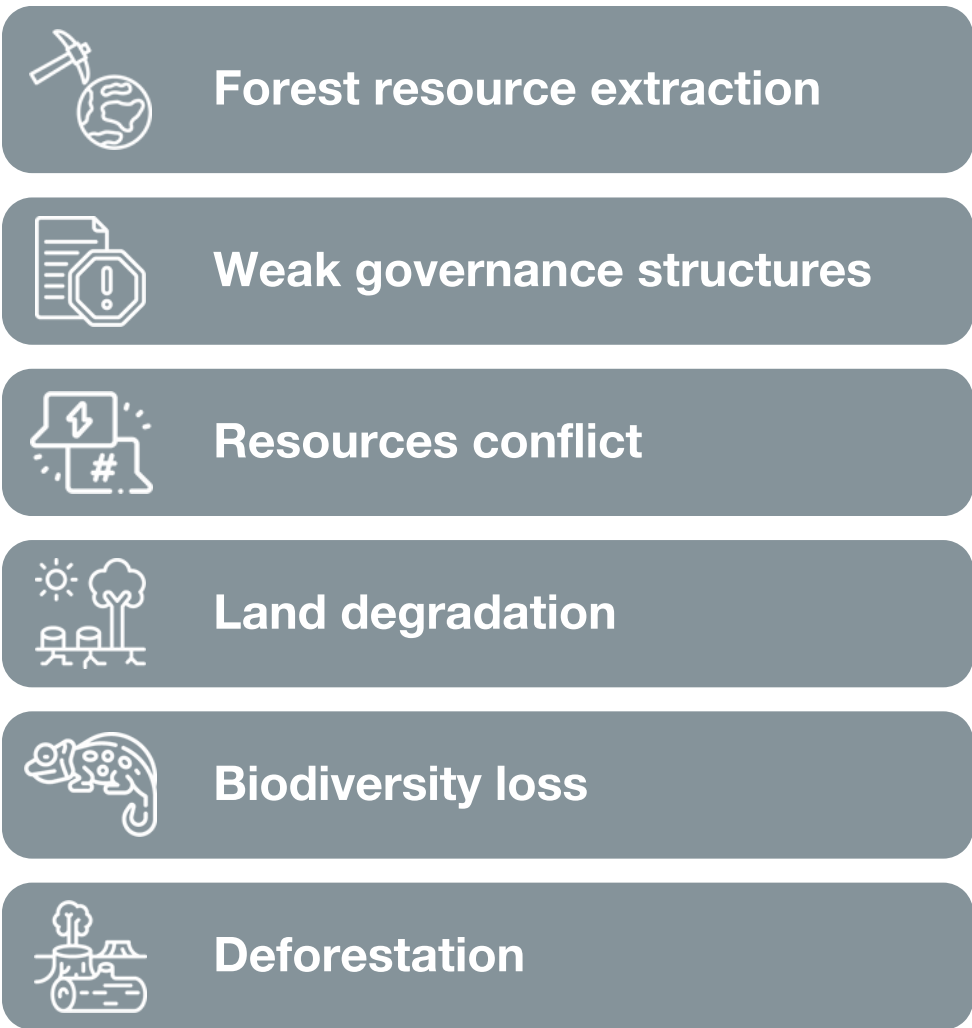 Forest resource extraction
Weak governance structures
Resources conflict
#
Land degradation
Biodiversity loss
Deforestation